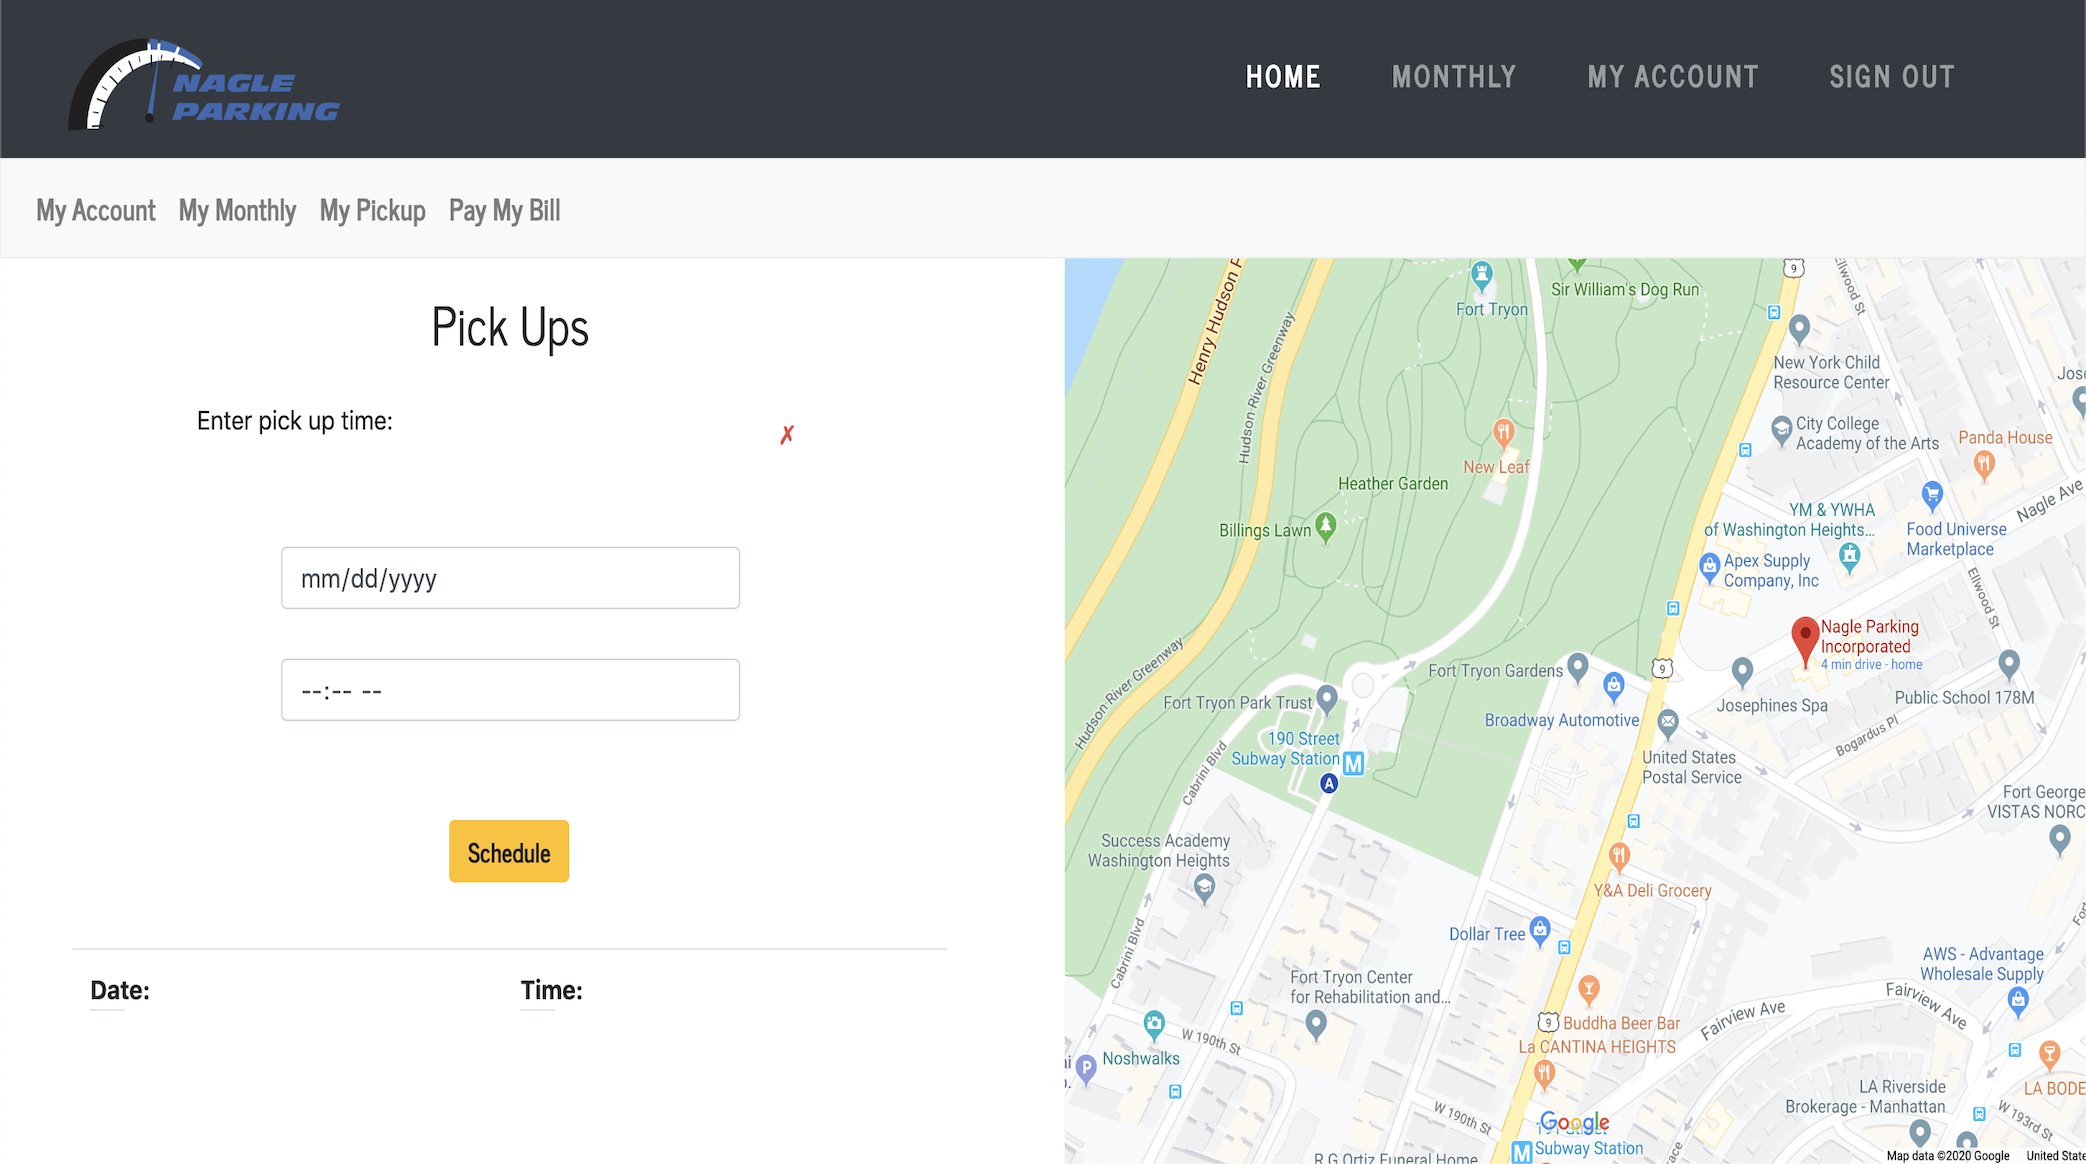 NAGLE
PARKING
HOME MONTHLY MY ACCOUNT SIGN OUT
My Account My Monthly My Pickup Pay My Bill
Pick Ups
Enter pick up time:
✗
mm/dd/yyyy
--:-- --
Schedule
Date: Time:
Henry Hudson P
Hudson River Greenway
Fort Tryon
Sir William's Dog Run
9
Ellwood St
New York Child
Resource Center
Jos
City College
Academy of the Arts
Panda House
New Leaf
Heather Garden
Billings Lawn
YM & YWHA
of Washington Heights...
Food Universe
Marketplace
Nagle Ave
Apex Supply
Company, Inc
Ellwood St
Nagle Parking
Incorporated
4 min drive - home
Hudson River Greenway
Fort Tryon Gardens
9
Public School 178M
Josephines Spa
Fort Tryon Park Trust
Broadway Automotive
190 Street
Subway Station
M
A
Cabrini Blvd
Bogardus Pl
United States
Postal Service
Fort George
VISTAS NORC
Success Academy
Washington Heights
Y&A Deli Grocery
Dollar Tree
Cabrini Blvd
Fort Tryon Center
for Rehabilitation and...
AWS - Advantage
Wholesale Supply
Fairview Ave
Fairview Ave
9
Buddha Beer Bar
La CANTINA HEIGHTS
W 190th St
Noshwalks
P
LA BODE
LA Riverside
Brokerage - Manhattan
W 193rd St
W 190th St
Google
191 Street
Subway Station
M
R G Ortiz Funeral Home
Map data ©2020 Google United State